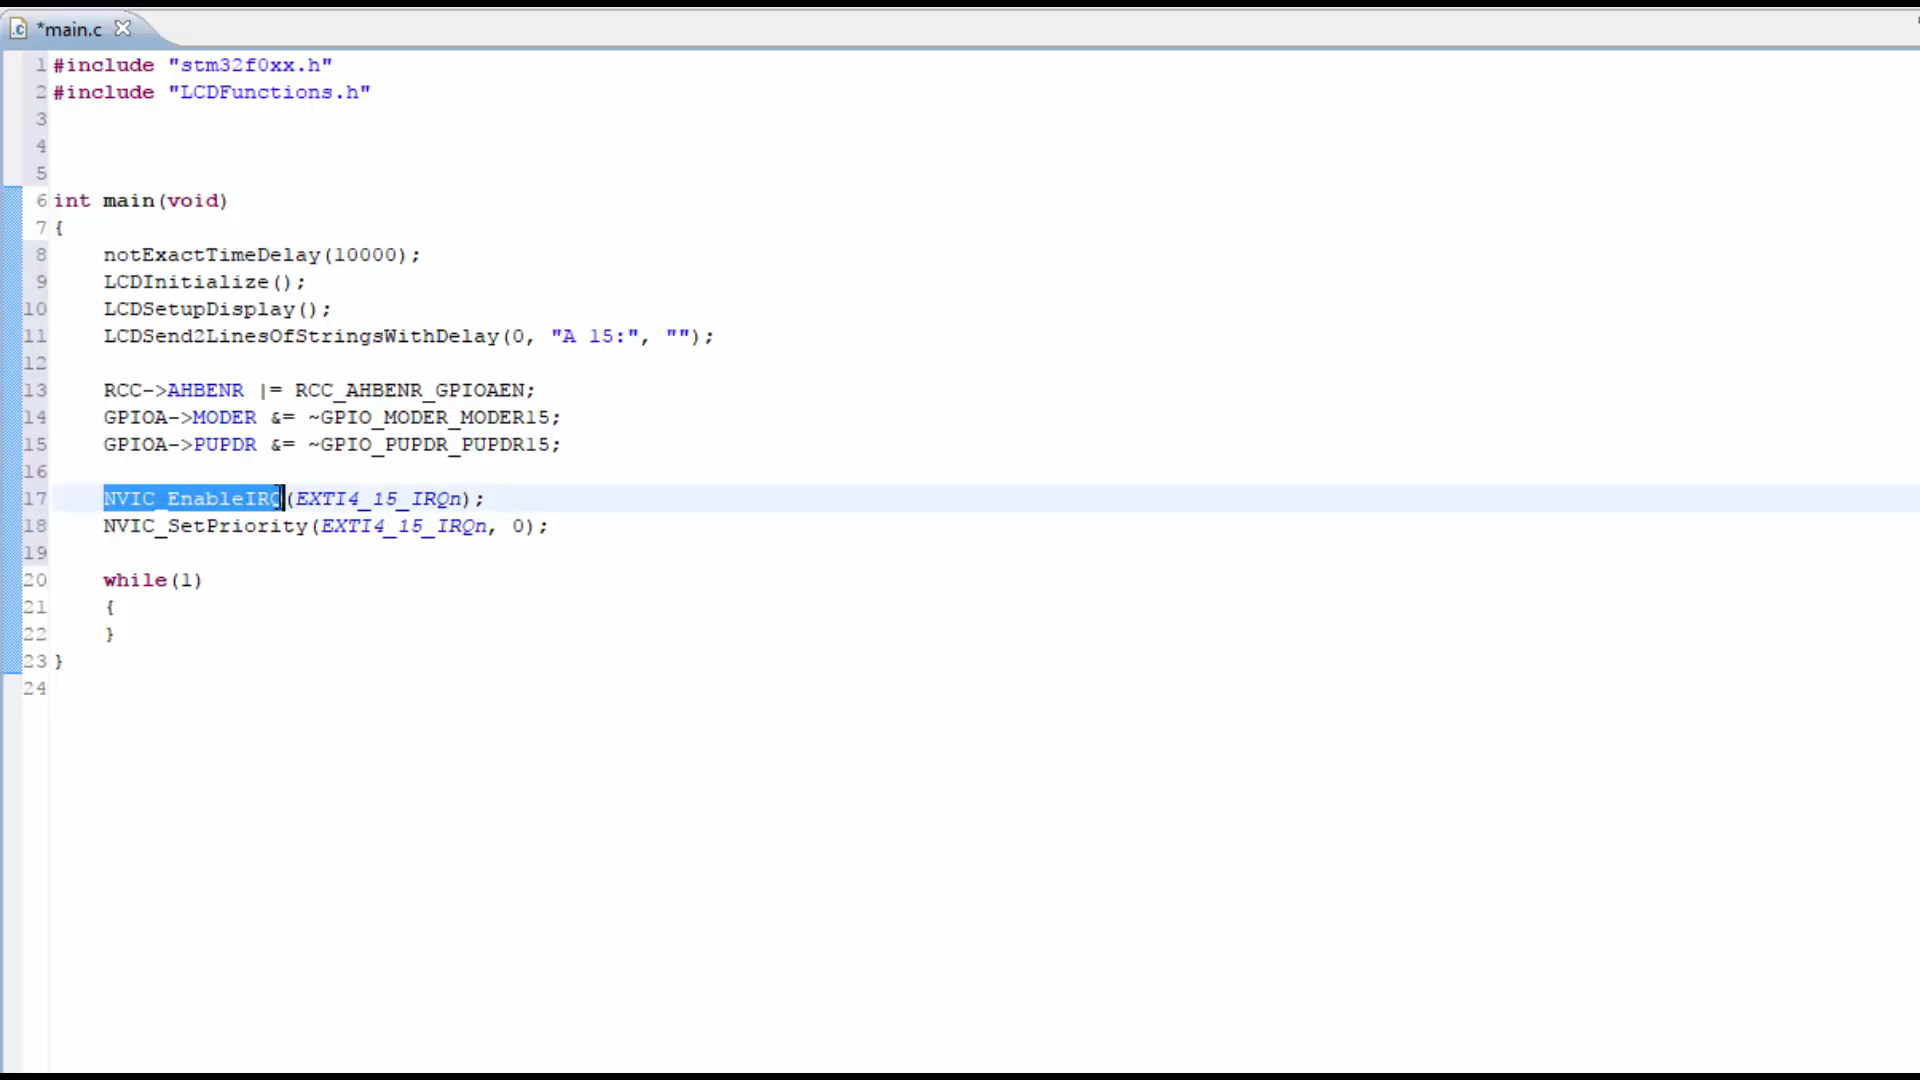 *main.c
1 #include "stm32f0xx.h"
2 #include "LCDFunctions.h"
3
4
5
6 int main(void)
7 {
8 notExactTimeDelay(10000);
9 LCDInitialize();
10 LCDSetupDisplay();
11 LCDSend2LinesOfStringsWithDelay(0, "A 15:", "");
12
13 RCC->AHBENR |= RCC_AHBENR_GPIOAEN;
14 GPIOA->MODER &= ~GPIO_MODER_MODER15;
15 GPIOA->PUPDR &= ~GPIO_PUPDR_PUPDR15;
16
17 NVIC_EnableIRQ(EXTI4_15_IRQn);
18 NVIC_SetPriority(EXTI4_15_IRQn, 0);
19
20 while(1)
21 {
22 }
23 }
24